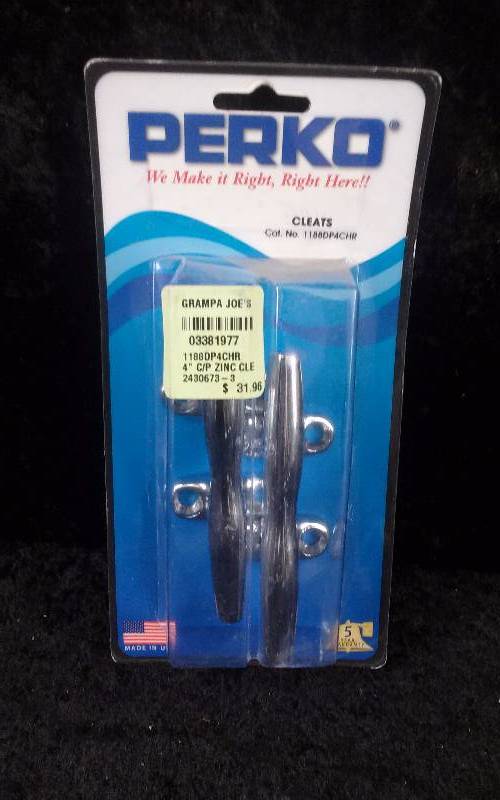 PERKO®
We Make it Right, Right Here!!
CLEATS
Cat. No. 1188DP4CHR
GRAMPA JOE'S
03381977
1188DP4CHR
4" C/P ZINC CLE
2430673-3
$ 31.96
MADE IN U
5